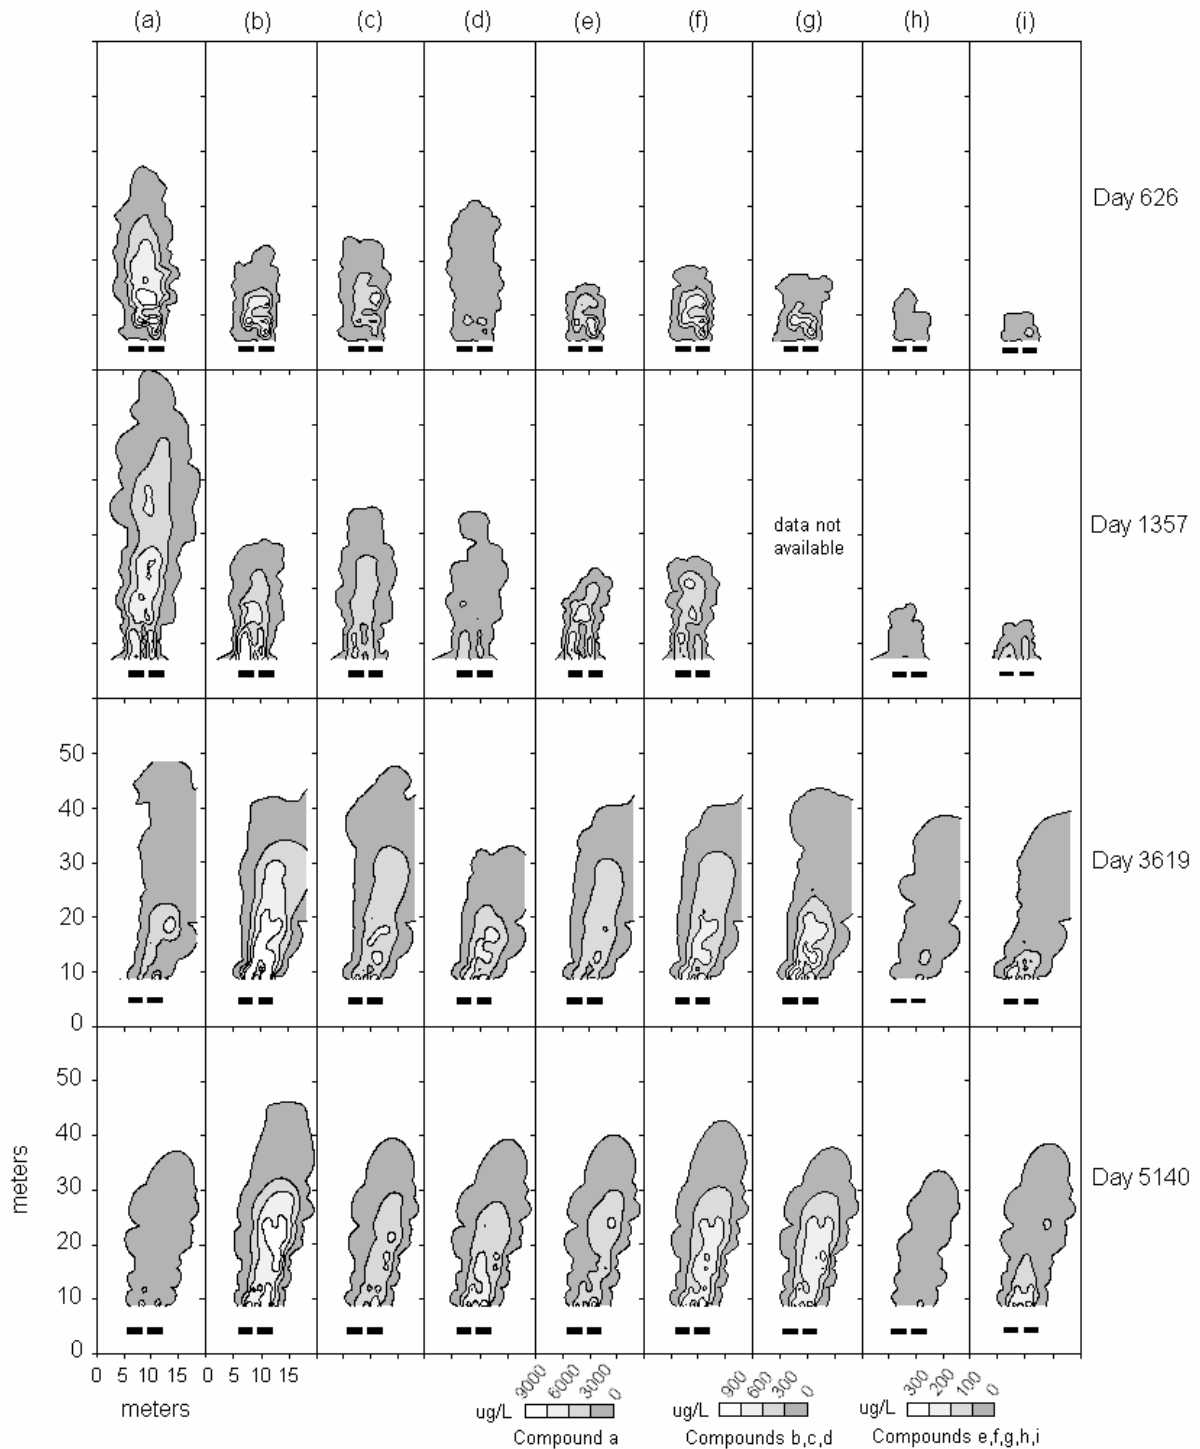 (a) (b) (c) (d) (e) (f) (g) (h) (i)
Day 626
data not
available
Day 1357
50
40
30
20
10
0
Day 3619
50
40
30
20
10
0
meters
Day 5140
0 5 10 15 0 5 10 15
meters
9000 6000 3000 0
ug/L
Compound a
900 600 300 0
ug/L
Compounds b,c,d
300 200 100 0
ug/L
Compounds e,f,g,h,i